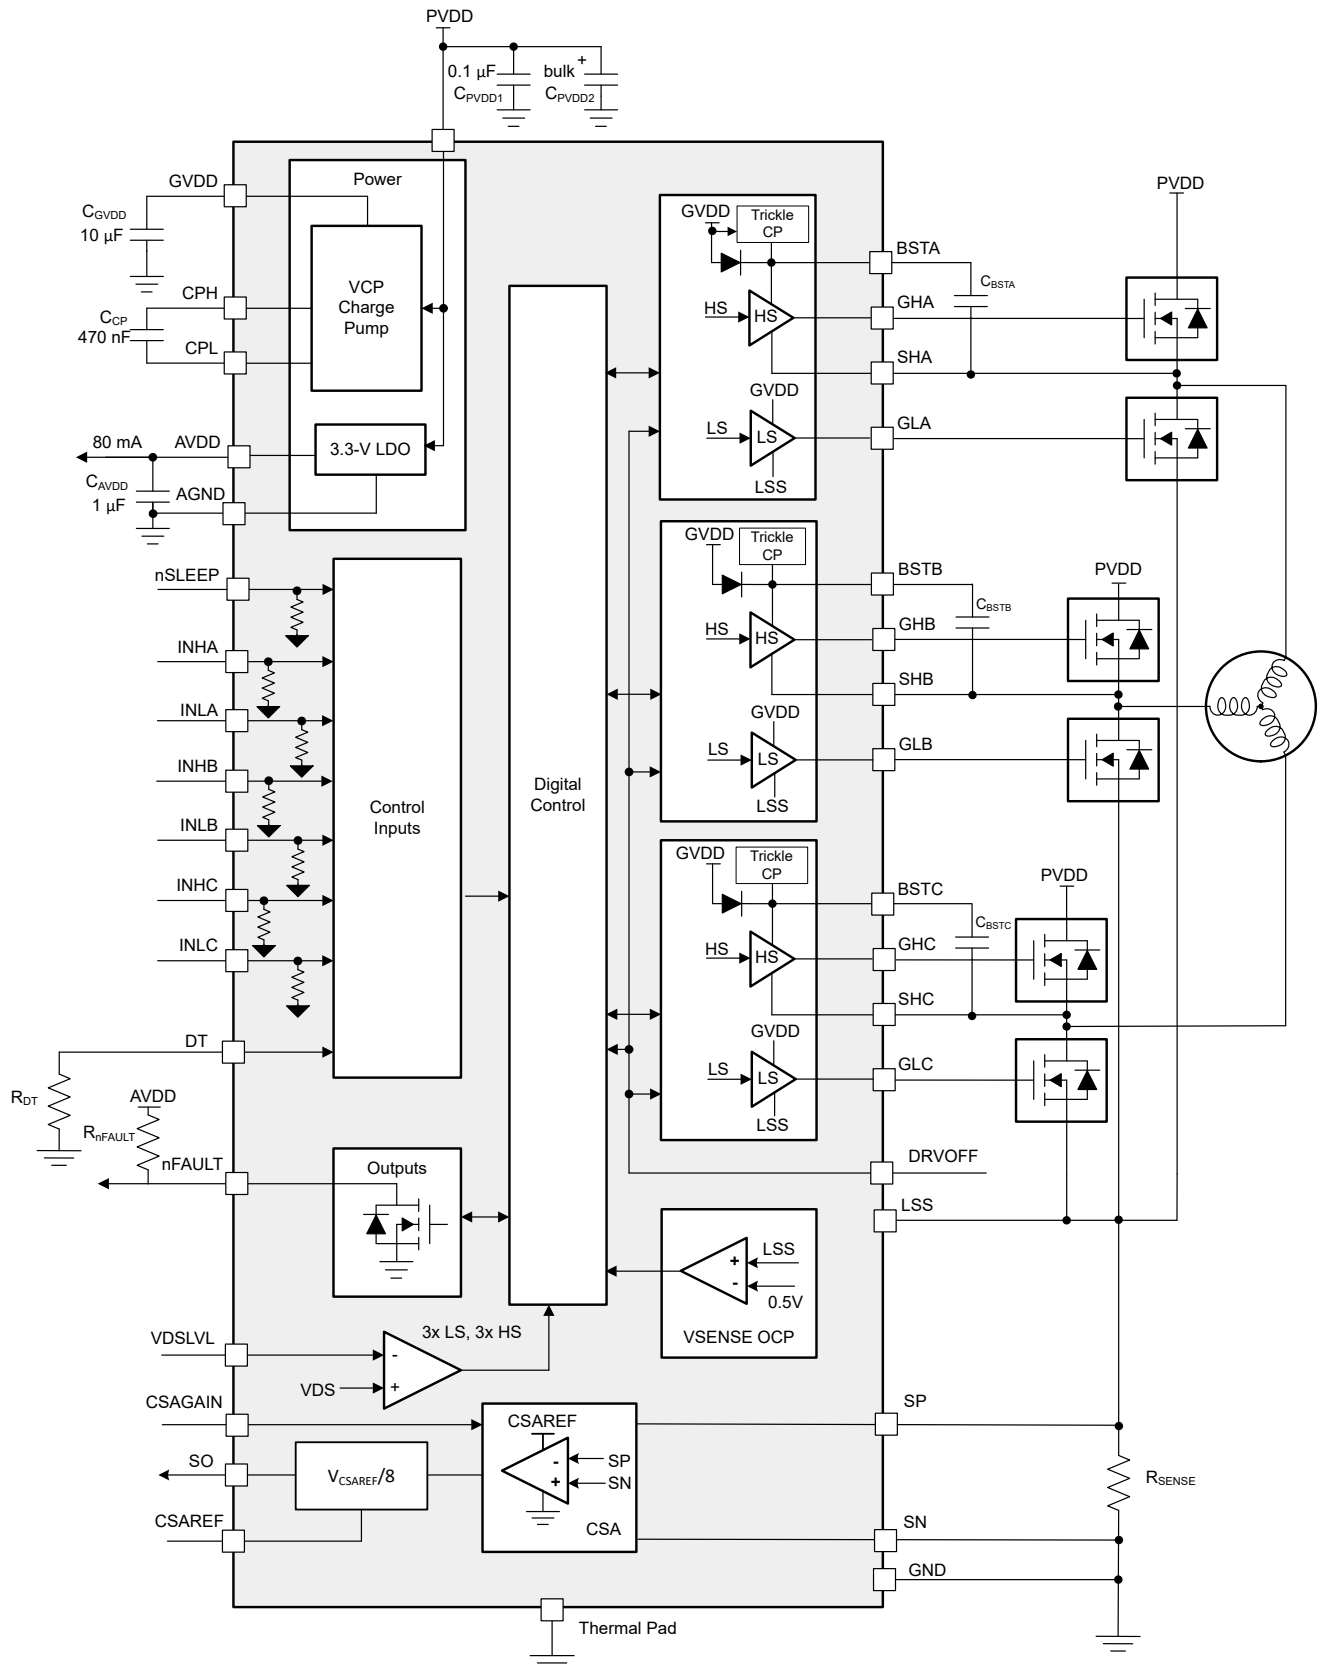 PVDD
0.1 µF
CPVDD1
bulk
+
CPVDD2
GVDD
CGVDD
10 µF
CPH
CCP
470 nF
CPL
Power
VCP
Charge
Pump
80 mA
AVDD
3.3-V LDO
CAVDD
1 µF
AGND
nSLEEP
INHA
INLA
INHB
INLB
INHC
INLC
Control
Inputs
DT
RDT
AVDD
RnFAULT
nFAULT
Outputs
Digital
Control
GVDD
Trickle
CP
HS
HS
GVDD
LS
LS
LSS
BSTA
CBSTA
GHA
SHA
GLA
PVDD
GVDD
Trickle
CP
HS
HS
GVDD
LS
LS
LSS
BSTB
CBSTB
GHB
SHB
GLB
PVDD
GVDD
Trickle
CP
HS
HS
GVDD
LS
LS
LSS
BSTC
CBSTC
GHC
SHC
GLC
PVDD
DRVOFF
LSS
+
LSS
-
0.5V
VSENSE OCP
VDSLVL
-
VDS
+
3x LS, 3x HS
CSAGAIN
SO
VCSAREF/8
CSAREF
CSAREF
-
SP
+
SN
CSA
SP
RSENSE
SN
GND
Thermal Pad